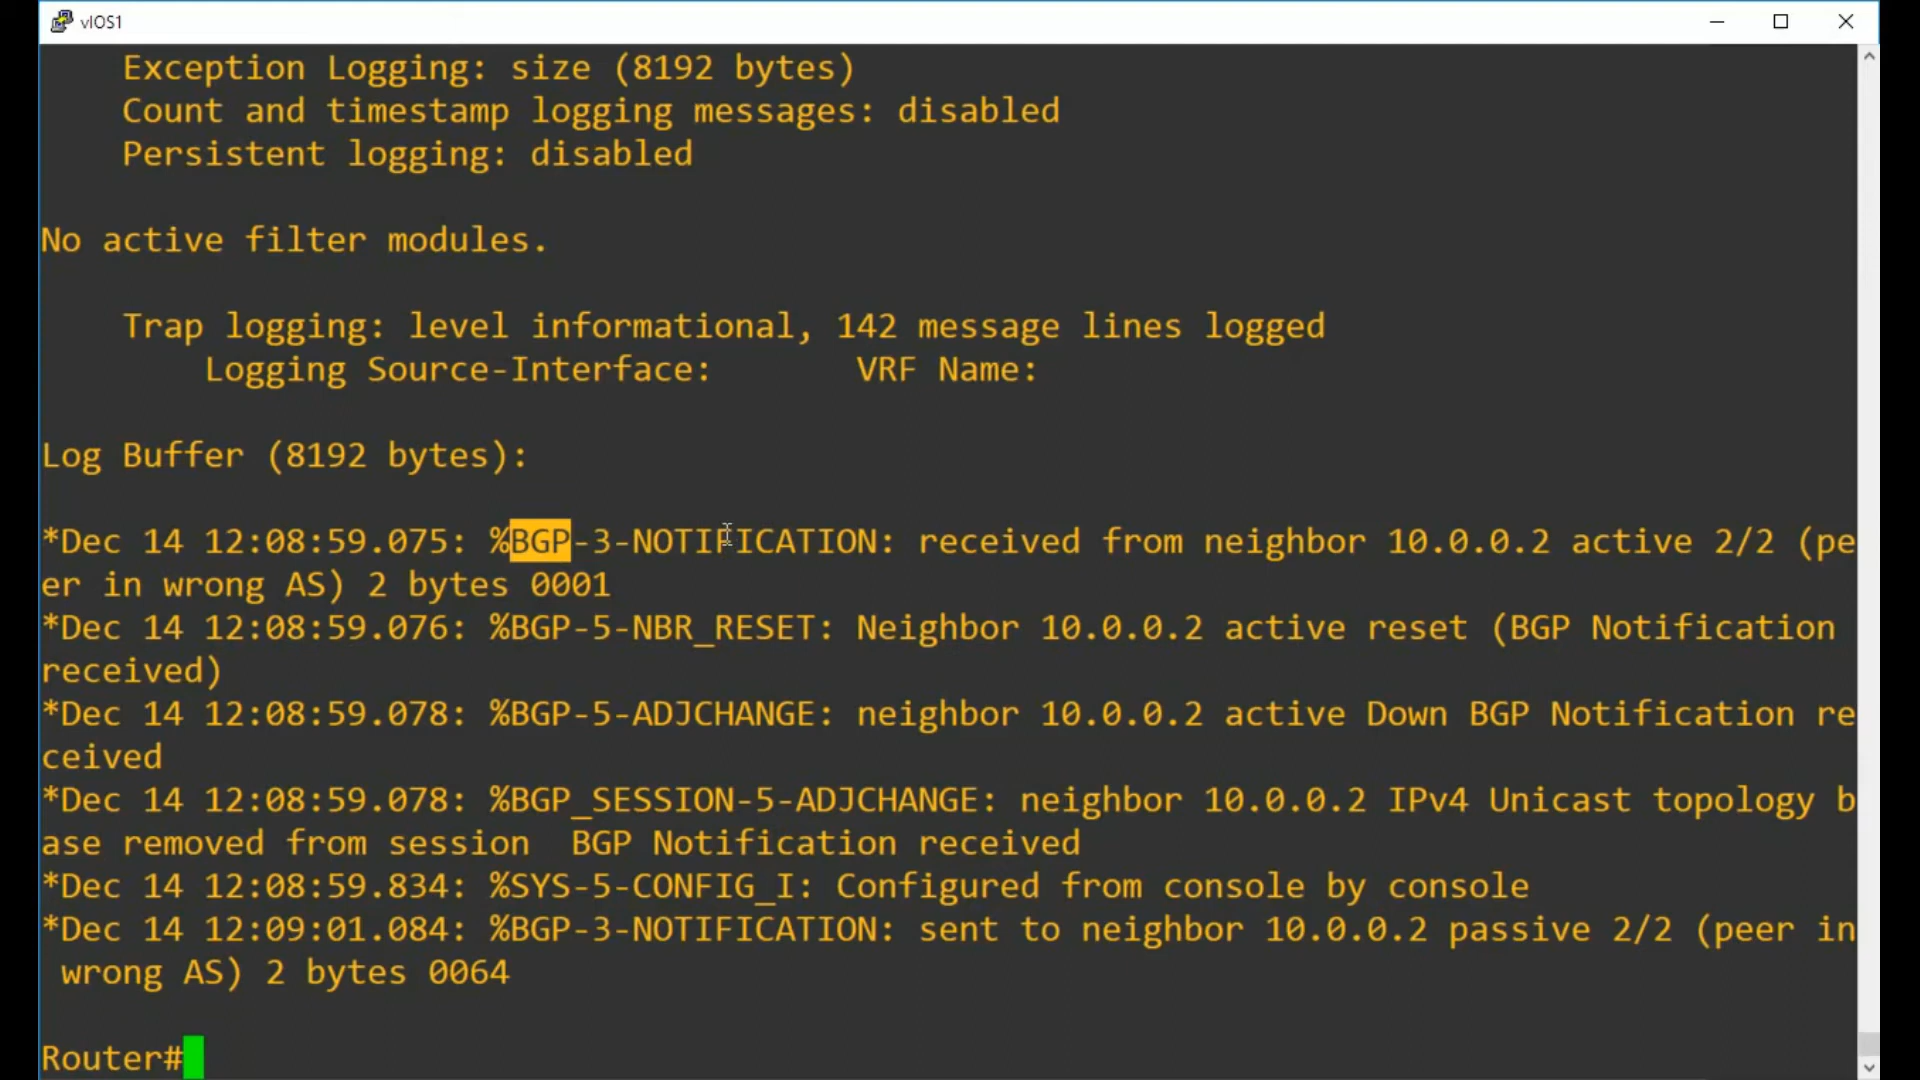 vIOS1
Exception Logging: size (8192 bytes)
Count and timestamp logging messages: disabled
Persistent logging: disabled
No active filter modules.
Trap logging: level informational, 142 message lines logged
Logging Source-Interface:       VRF Name:
Log Buffer (8192 bytes):
*Dec 14 12:08:59.075: %BGP-3-NOTIFICATION: received from neighbor 10.0.0.2 active 2/2 (pe
er in wrong AS) 2 bytes 0001
*Dec 14 12:08:59.076: %BGP-5-NBR_RESET: Neighbor 10.0.0.2 active reset (BGP Notification
received)
*Dec 14 12:08:59.078: %BGP-5-ADJCHANGE: neighbor 10.0.0.2 active Down BGP Notification re
ceived
*Dec 14 12:08:59.078: %BGP_SESSION-5-ADJCHANGE: neighbor 10.0.0.2 IPv4 Unicast topology b
ase removed from session  BGP Notification received
*Dec 14 12:08:59.834: %SYS-5-CONFIG_I: Configured from console by console
*Dec 14 12:09:01.084: %BGP-3-NOTIFICATION: sent to neighbor 10.0.0.2 passive 2/2 (peer in
wrong AS) 2 bytes 0064
Router#